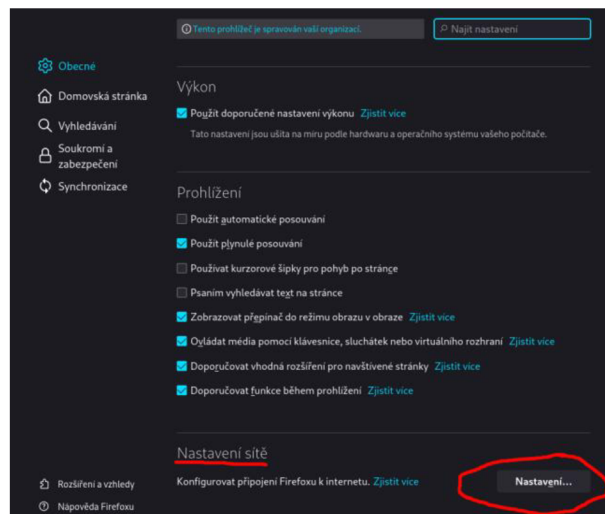 Tento prohlížeč je spravován vaší organizací.
Najít nastavení
Obecné
Domovská stránka
Vyhledávání
Soukromí a
zabezpečení
Synchronizace
Výkon
Použít doporučené nastavení výkonu Zjistit více
Tato nastavení jsou ušita na míru podle hardwaru a operačního systému vašeho počítače.
Prohlížení
Použít automatické posouvání
Použít plynulé posouvání
Používat kurzorové šipky pro pohyb po stránce
Psaním vyhledávat text na stránce
Zobrazovat přepínač do režimu obrazu v obraze Zjistit více
Ovládat média pomocí klávesnice, sluchátek nebo virtuálního rozhraní Zjistit více
Doporučovat vhodná rozšíření pro navštívené stránky Zjistit více
Doporučovat funkce během prohlížení Zjistit více
Nastavení sítě
Konfigurovat připojení Firefoxu k internetu. Zjistit více
Nastavení...
Rozšíření a vzhledy
Nápověda Firefoxu